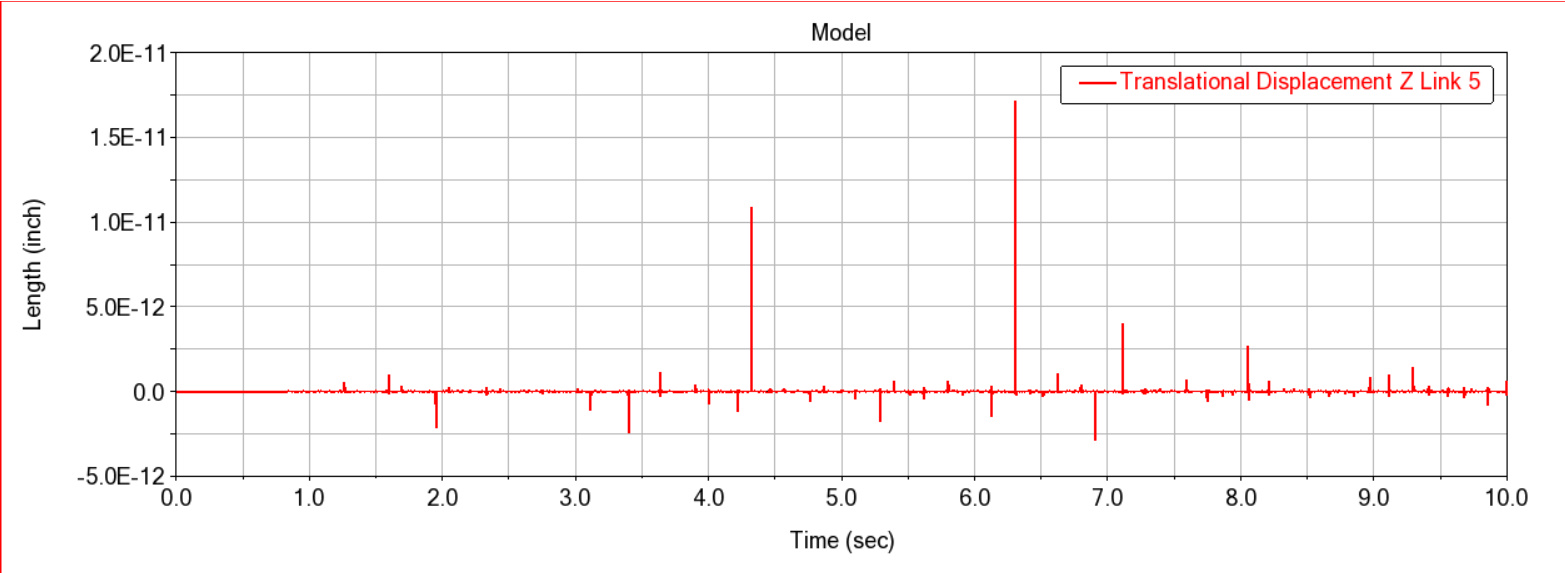 Model
Translational Displacement Z Link 5
2.0E-11
1.5E-11
1.0E-11
5.0E-12
0.0
-5.0E-12
Length (inch)
0.0 1.0 2.0 3.0 4.0 5.0 6.0 7.0 8.0 9.0 10.0
Time (sec)